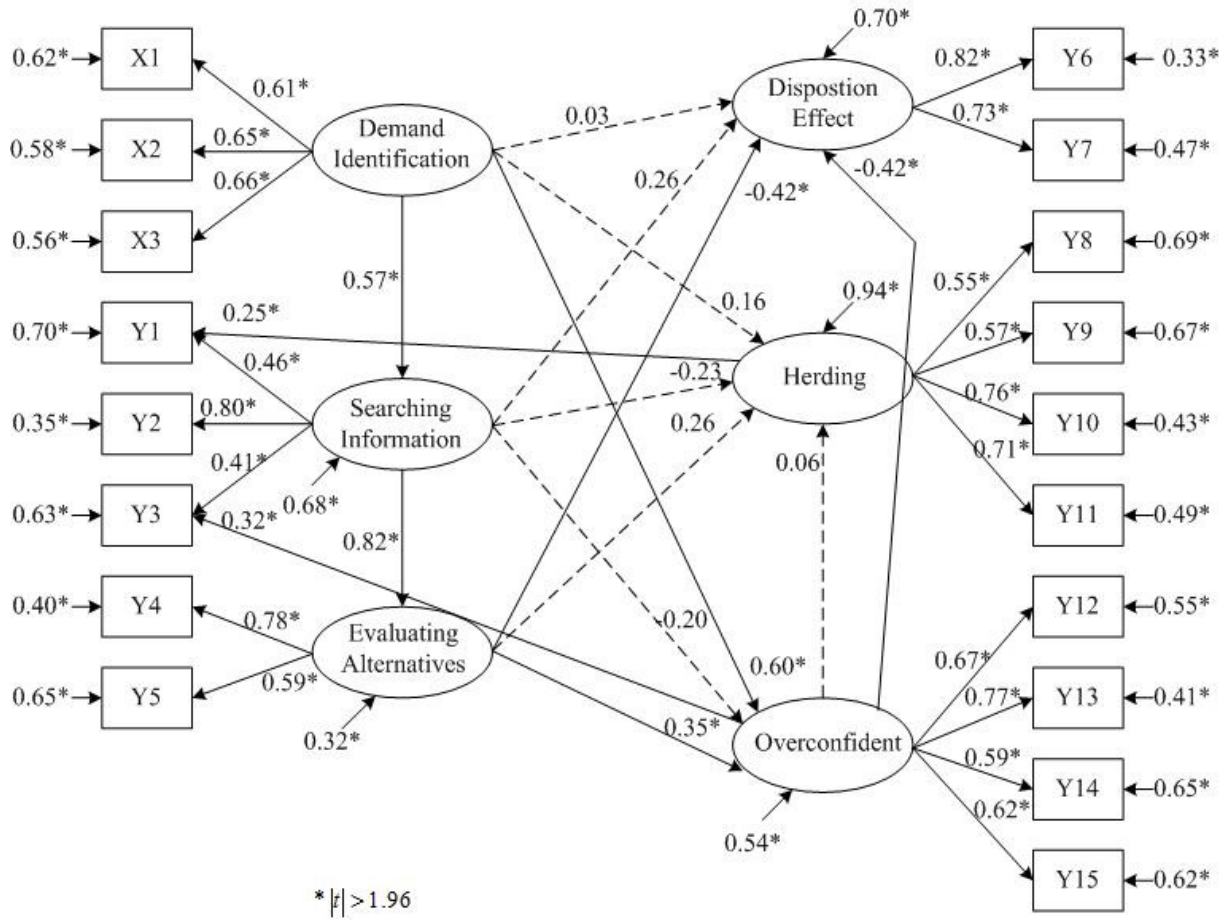 0.70*
0.62*
X1
0.61*
Dispostion
Effect
0.82*
Y6
0.33*
0.58*
X2
0.65*
Demand
Identification
0.03
0.73*
Y7
0.47*
0.66*
0.26
-0.42*
-0.42*
0.56*
X3
Y8
0.69*
0.57*
0.16
0.94*
0.55*
0.70*
Y1
0.25*
0.57*
Y9
0.67*
0.46*
-0.23
Herding
0.76*
0.35*
Y2
0.80*
Searching
Information
0.26
Y10
0.43*
0.41*
0.06
0.71*
0.63*
Y3
0.32*
0.68*
Y11
0.49*
0.82*
0.40*
Y4
0.78*
Evaluating
Alternatives
-0.20
Y12
0.55*
0.59*
0.60*
0.67*
0.65*
Y5
0.77*
Y13
0.41*
0.32*
0.35*
Overconfident
0.59*
Y14
0.65*
0.62*
0.54*
Y15
0.62*
* |t| >1.96